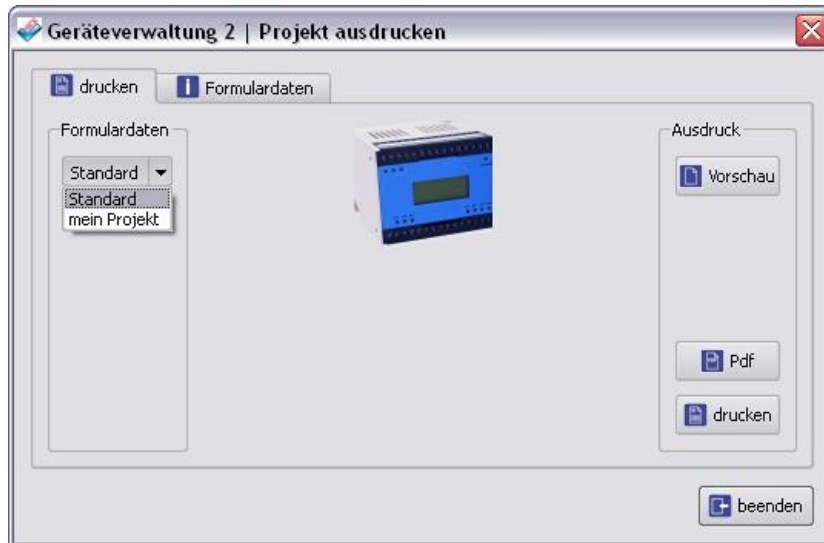 Geräteverwaltung 2 | Projekt ausdrucken
drucken
Formulardaten
Formulardaten
Standard
Standard
mein Projekt
Ausdruck
Vorschau
Pdf
drucken
beenden